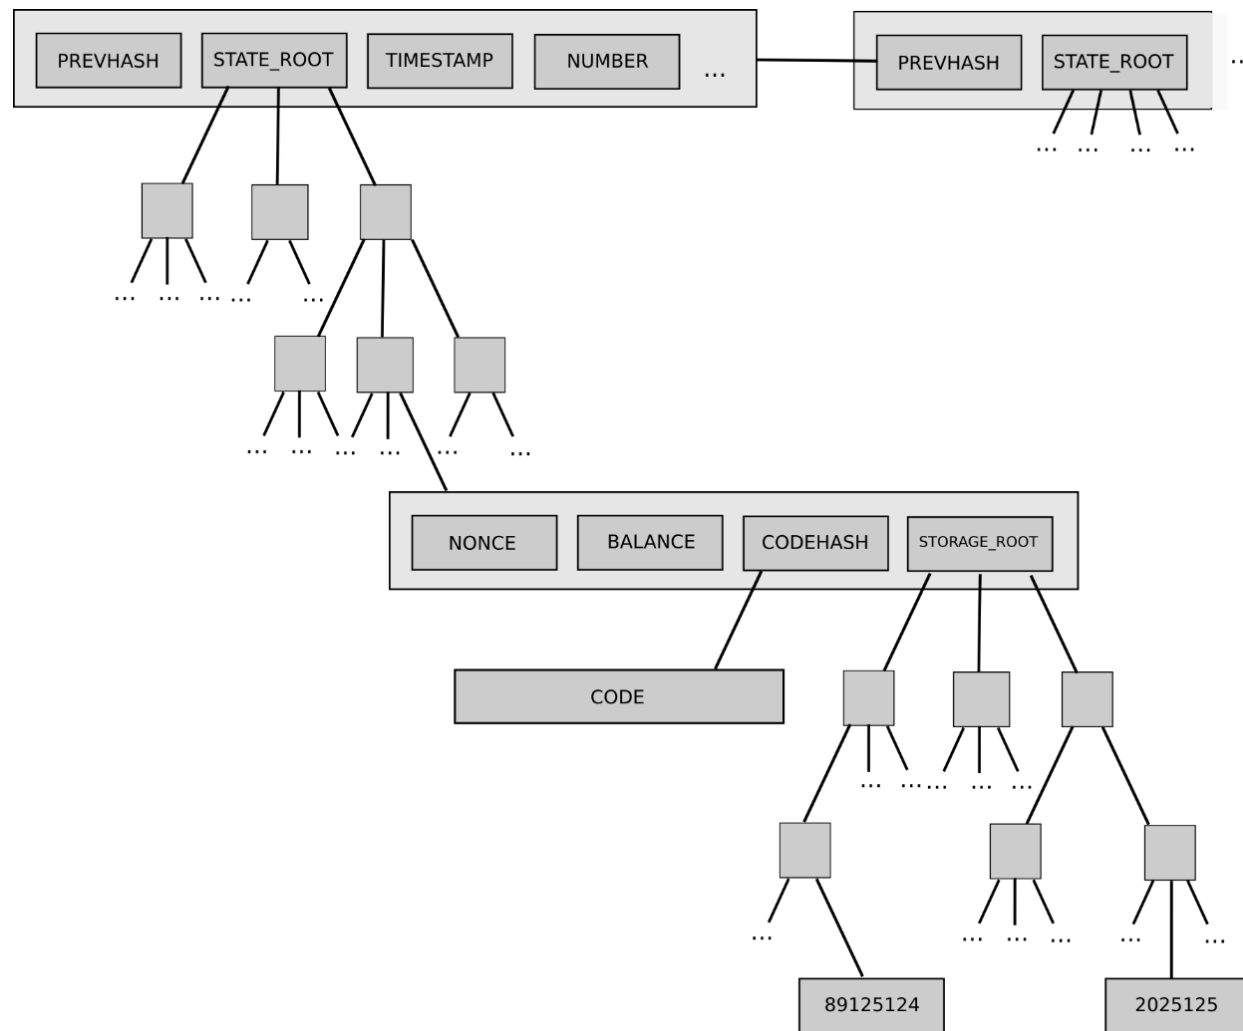 PREVHASH STATE_ROOT TIMESTAMP NUMBER ... PREVHASH STATE_ROOT ...
... ... ... ...
... ... ... ... ...
... ... ... ... ... ... ...
NONCE BALANCE CODEHASH STORAGE_ROOT
CODE
... ... ... ... ...
... ... ... ... ... ...
89125124 2025125